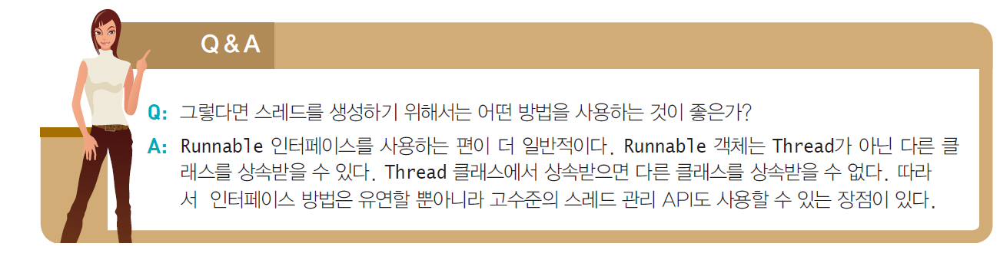 Q & A
Q: 그렇다면 스레드를 생성하기 위해서는 어떤 방법을 사용하는 것이 좋은가?
A: Runnable 인터페이스를 사용하는 편이 더 일반적이다. Runnable 객체는 Thread가 아닌 다른 클
래스를 상속받을 수 있다. Thread 클래스에서 상속받으면 다른 클래스를 상속받을 수 없다. 따라
서 인터페이스 방법은 유연할 뿐아니라 고수준의 스레드 관리 API도 사용할 수 있는 장점이 있다.